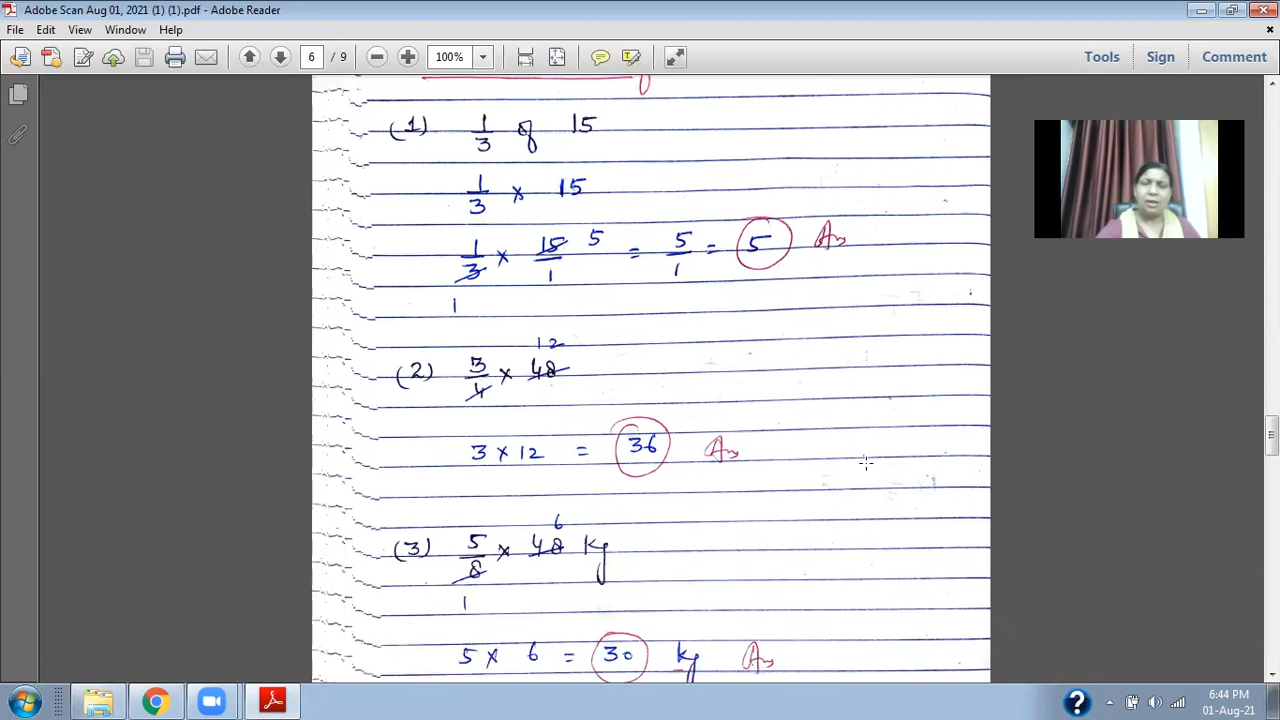 Adobe Scan Aug 01, 2021 (1) (1).pdf - Adobe Reader
File Edit View Window Help
6 / 9 100% Tools Sign Comment
(1) 1/3 of 15
1/3 × 15
1/3 × 15/1 5 = 5/1 = 5 Ans
1
12
(2) 3/4 × 48
3 × 12 = 36 Ans
6
(3) 5/8 × 48 kg
1
5 × 6 = 30 kg Ans
6:44 PM
01-Aug-21